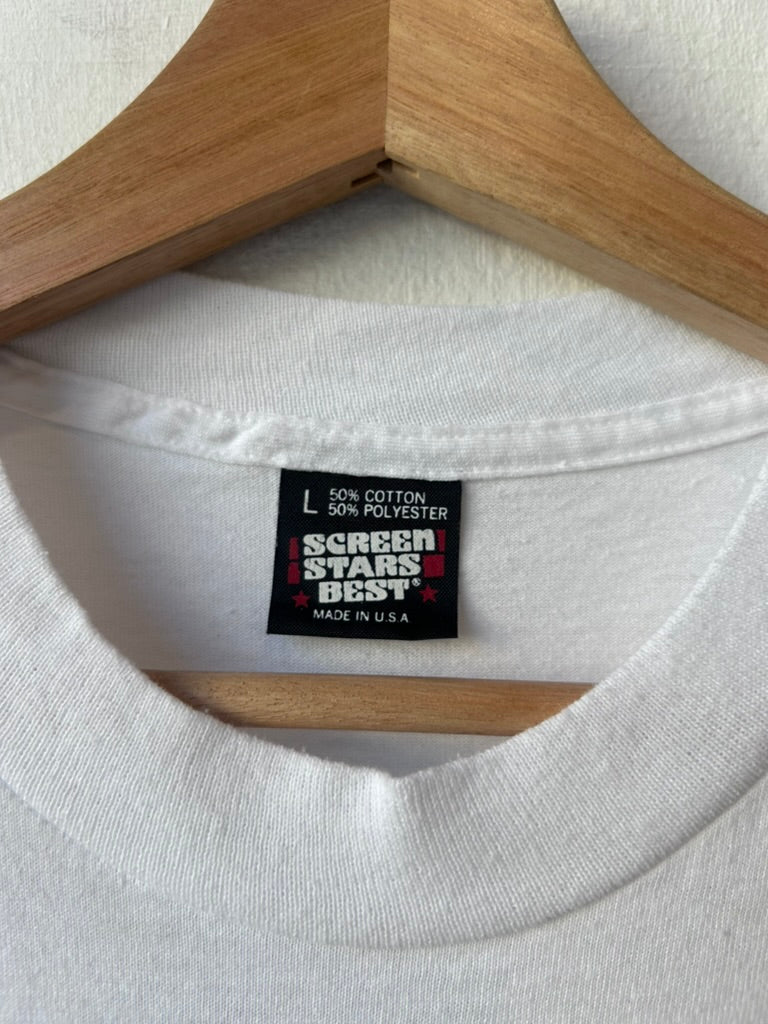 L 50% COTTON
50% POLYESTER
SCREEN
STARS
BEST®
MADE IN U.S.A